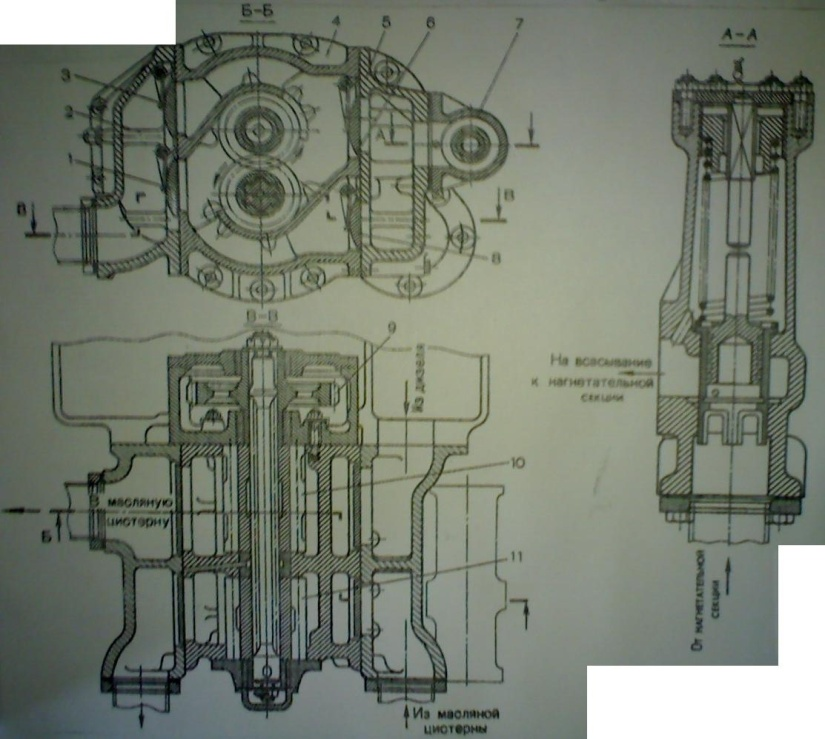 Б-Б
4
5
6
7
3
2
1
А
В
В
Г
8
А-А
В-В
9
Из дизеля
На всасывание
к нагнетательной
секции
10
В масляную
цистерну
Б
11
От нагнетательной
секции
Из масляной
цистерны